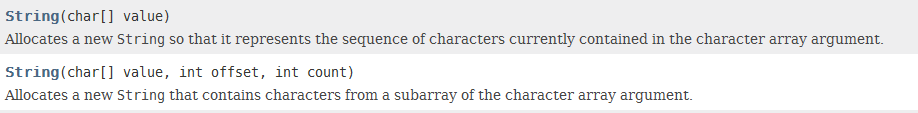 String(char[] value)
Allocates a new String so that it represents the sequence of characters currently contained in the character array argument.
String(char[] value, int offset, int count)
Allocates a new String that contains characters from a subarray of the character array argument.